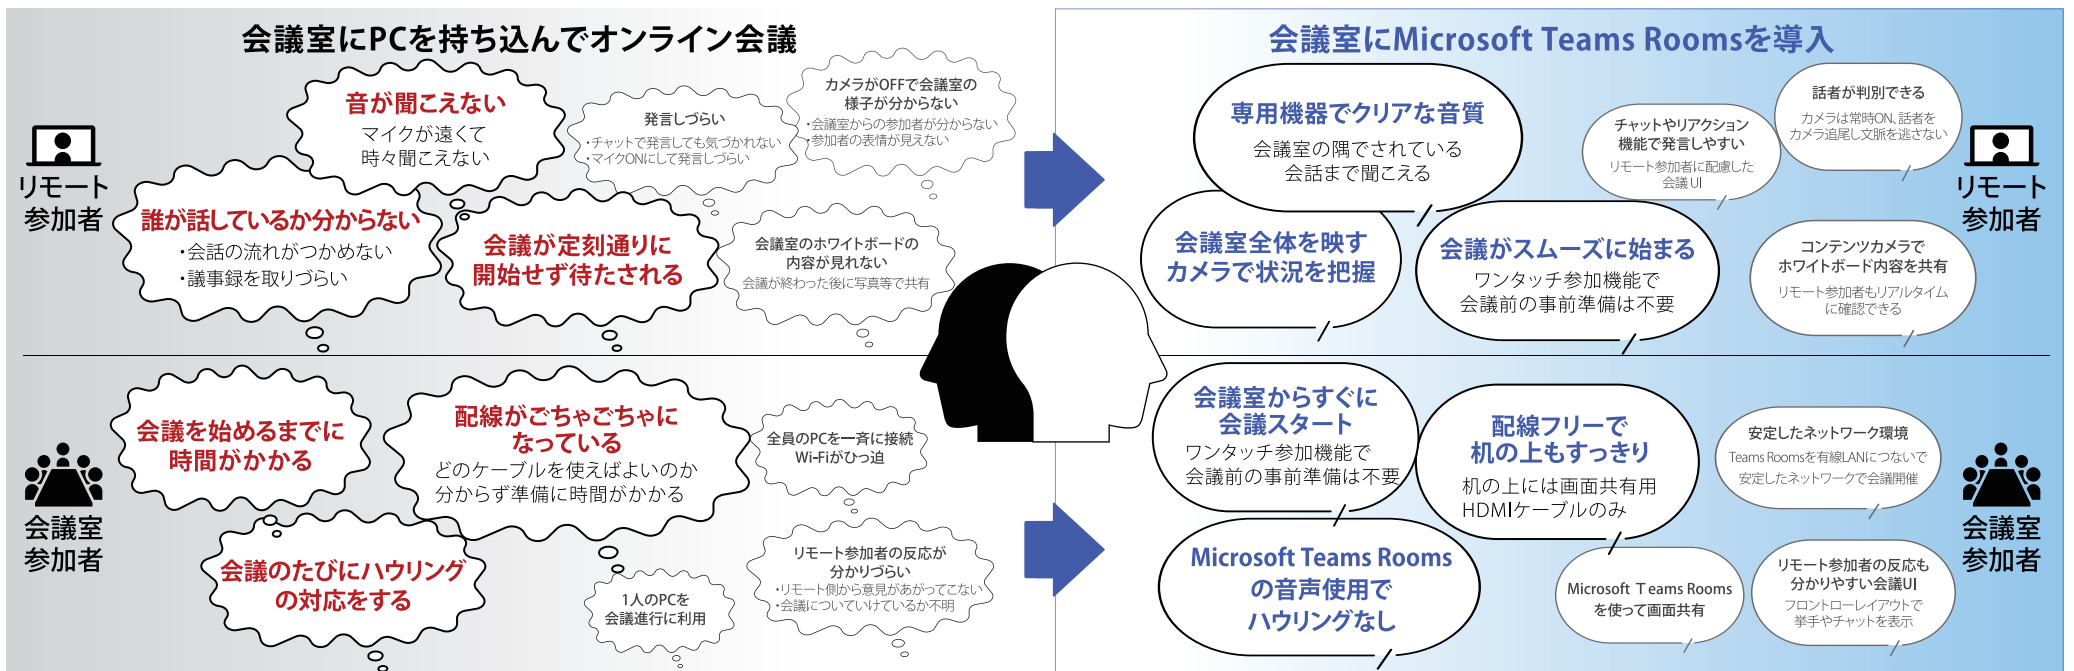 会議室にPCを持ち込んでオンライン会議
リモート
参加者
音が聞こえない
マイクが遠くて
時々聞こえない
発言しづらい
・チャットで発言しても気づかれない
・マイクONにして発言しづらい
カメラがOFFで会議室の
様子が分からない
・会議室からの参加者が分からない
・参加者の表情が見えない
誰が話しているか分からない
・会話の流れがつかめない
・議事録を取りづらい
会議が定刻通りに
開始せず待たされる
会議室のホワイトボードの
内容が見れない
会議が終わった後に写真等で共有
会議室
参加者
会議を始めるまでに
時間がかかる
配線がごちゃごちゃに
なっている
どのケーブルを使えばよいのか
分からず準備に時間がかかる
全員のPCを一斉に接続
Wi-Fiがひっ迫
会議のたびにハウリング
の対応をする
1人のPCを
会議進行に利用
リモート参加者の反応が
分かりづらい
・リモート側から意見があがってこない
・会議についていけているか不明
会議室にMicrosoft Teams Roomsを導入
専用機器でクリアな音質
会議室の隅でされている
会話まで聞こえる
チャットやリアクション
機能で発言しやすい
リモート参加者に配慮した
会議UI
話者が判別できる
カメラは常時ON、話者を
カメラ追尾し文脈を逃さない
リモート
参加者
会議室全体を映す
カメラで状況を把握
会議がスムーズに始まる
ワンタッチ参加機能で
会議前の事前準備は不要
コンテンツカメラで
ホワイトボード内容を共有
リモート参加者もリアルタイム
に確認できる
会議室からすぐに
会議スタート
ワンタッチ参加機能で
会議前の事前準備は不要
配線フリーで
机の上もすっきり
机の上には画面共有用
HDMIケーブルのみ
安定したネットワーク環境
Teams Roomsを有線LANにつないで
安定したネットワークで会議開催
会議室
参加者
Microsoft Teams Rooms
の音声使用で
ハウリングなし
Microsoft Teams Rooms
を使って画面共有
リモート参加者の反応も
分かりやすい会議UI
フロントローレイアウトで
挙手やチャットを表示